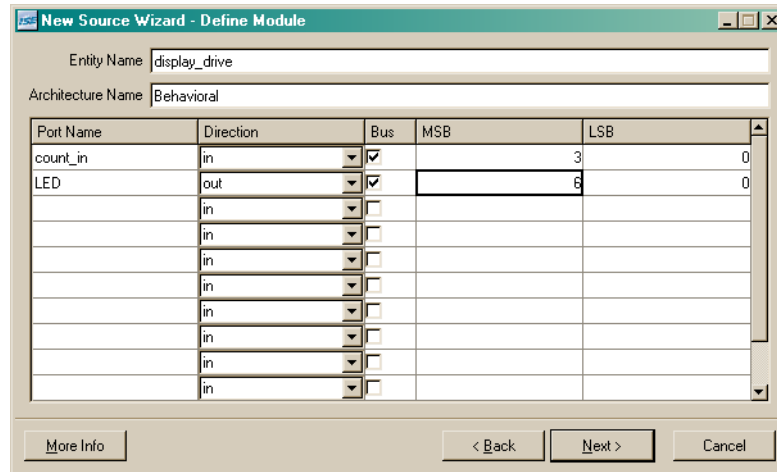 ISE New Source Wizard - Define Module
Entity Name display_drive
Architecture Name Behavioral
Port Name Direction Bus MSB LSB
count_in in 3 0
LED out 6 0
in
in
in
in
in
in
in
in
More Info < Back Next > Cancel